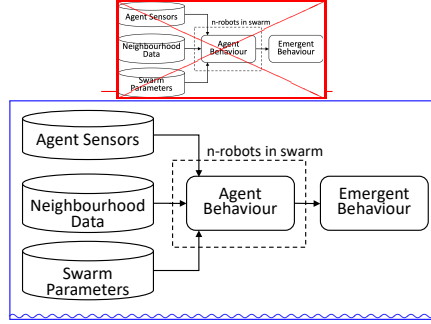 Agent Sensors
n-robots in swarm
Neighbourhood
Data
Agent
Behaviour
Emergent
Behaviour
Swarm
Parameters
Agent Sensors
n-robots in swarm
Neighbourhood
Data
Agent
Behaviour
Emergent
Behaviour
Swarm
Parameters